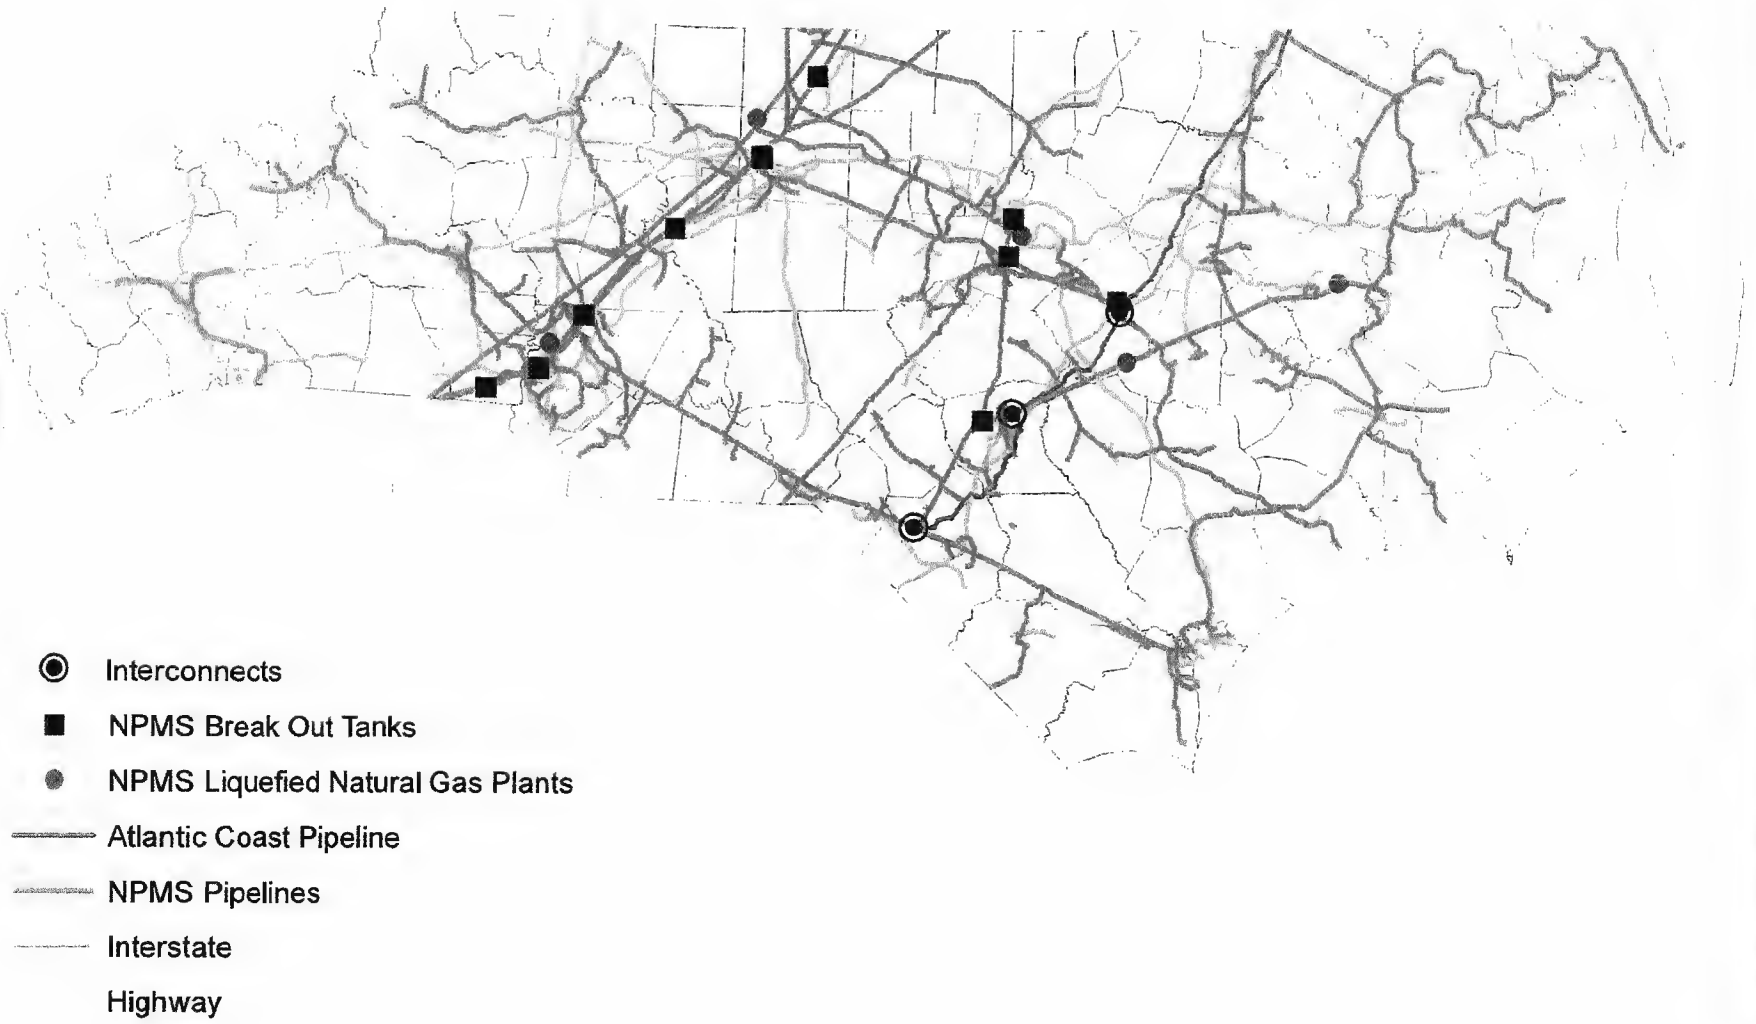 Interconnects
NPMS Break Out Tanks
NPMS Liquefied Natural Gas Plants
Atlantic Coast Pipeline
NPMS Pipelines
Interstate
Highway